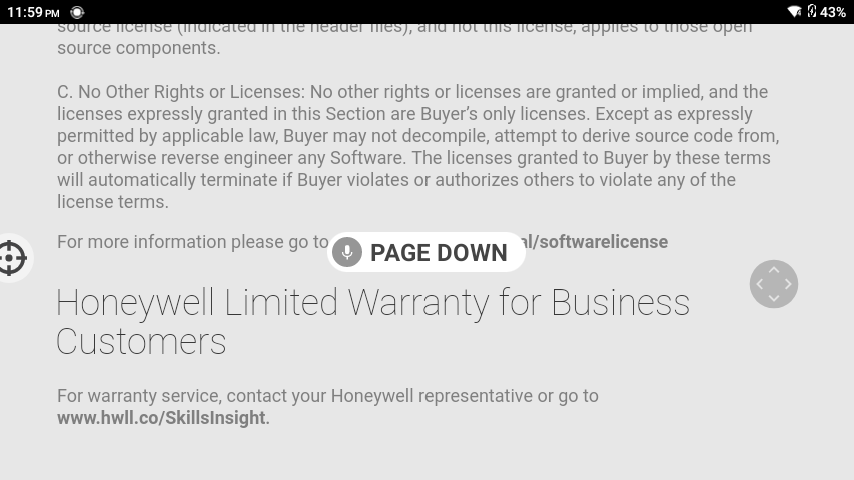 11:59 PM 43%
source license (indicated in the header files), and not this license, applies to those open
source components.
C. No Other Rights or Licenses: No other rights or licenses are granted or implied, and the
licenses expressly granted in this Section are Buyer’s only licenses. Except as expressly
permitted by applicable law, Buyer may not decompile, attempt to derive source code from,
or otherwise reverse engineer any Software. The licenses granted to Buyer by these terms
will automatically terminate if Buyer violates or authorizes others to violate any of the
license terms.
For more information please go to al/softwarelicense
PAGE DOWN
Honeywell Limited Warranty for Business
Customers
For warranty service, contact your Honeywell representative or go to
www.hwll.co/SkillsInsight.